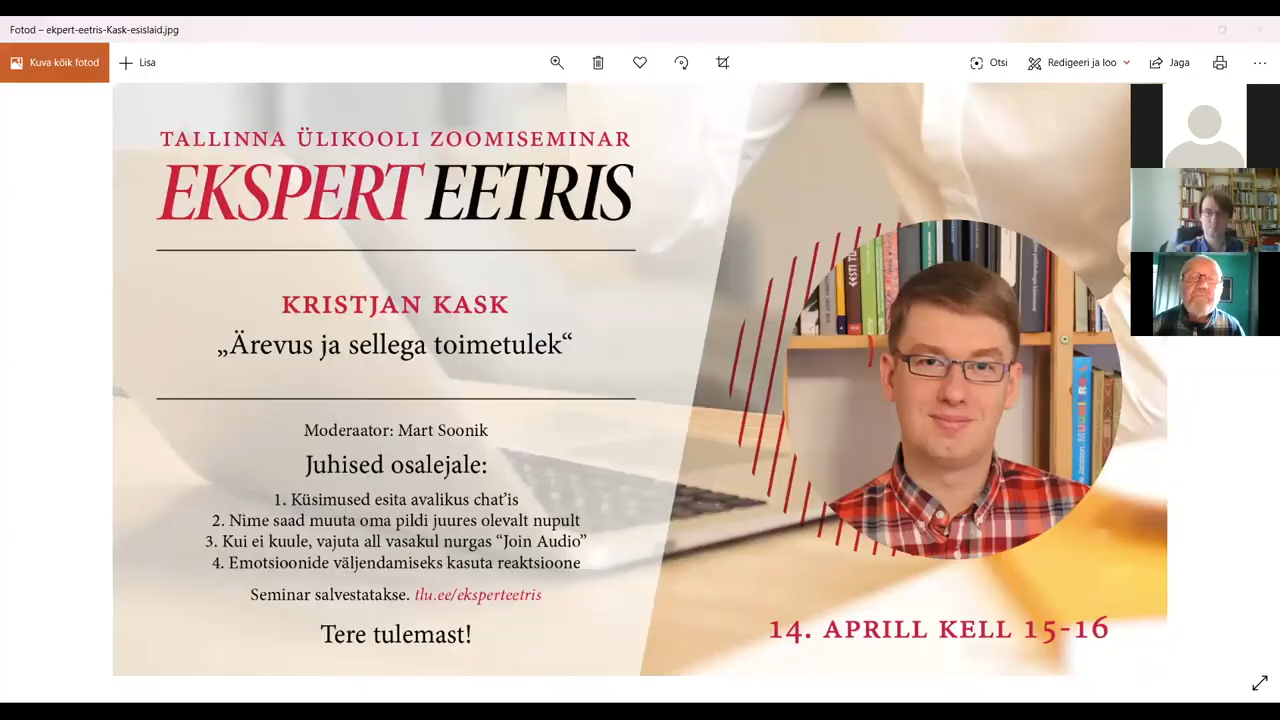 Fotod – ekpert-eetris-Kask-esislaid.jpg
Kuva kõik fotod
Lisa
Otsi
Redigeeri ja loo
Jaga
TALLINNA ÜLIKOOLI ZOOMISEMINAR
EKSPERT EETRIS
KRISTJAN KASK
„Ärevus ja sellega toimetulek“
Moderaator: Mart Soonik
Juhised osalejale:
1. Küsimused esita avalikus chat’is
2. Nime saad muuta oma pildi juures olevalt nupult
3. Kui ei kuule, vajuta all vasakul nurgas “Join Audio”
4. Emotsioonide väljendamiseks kasuta reaktsioone
Seminar salvestatakse. tlu.ee/eksperteetris
Tere tulemast!
14. APRILL KELL 15-16